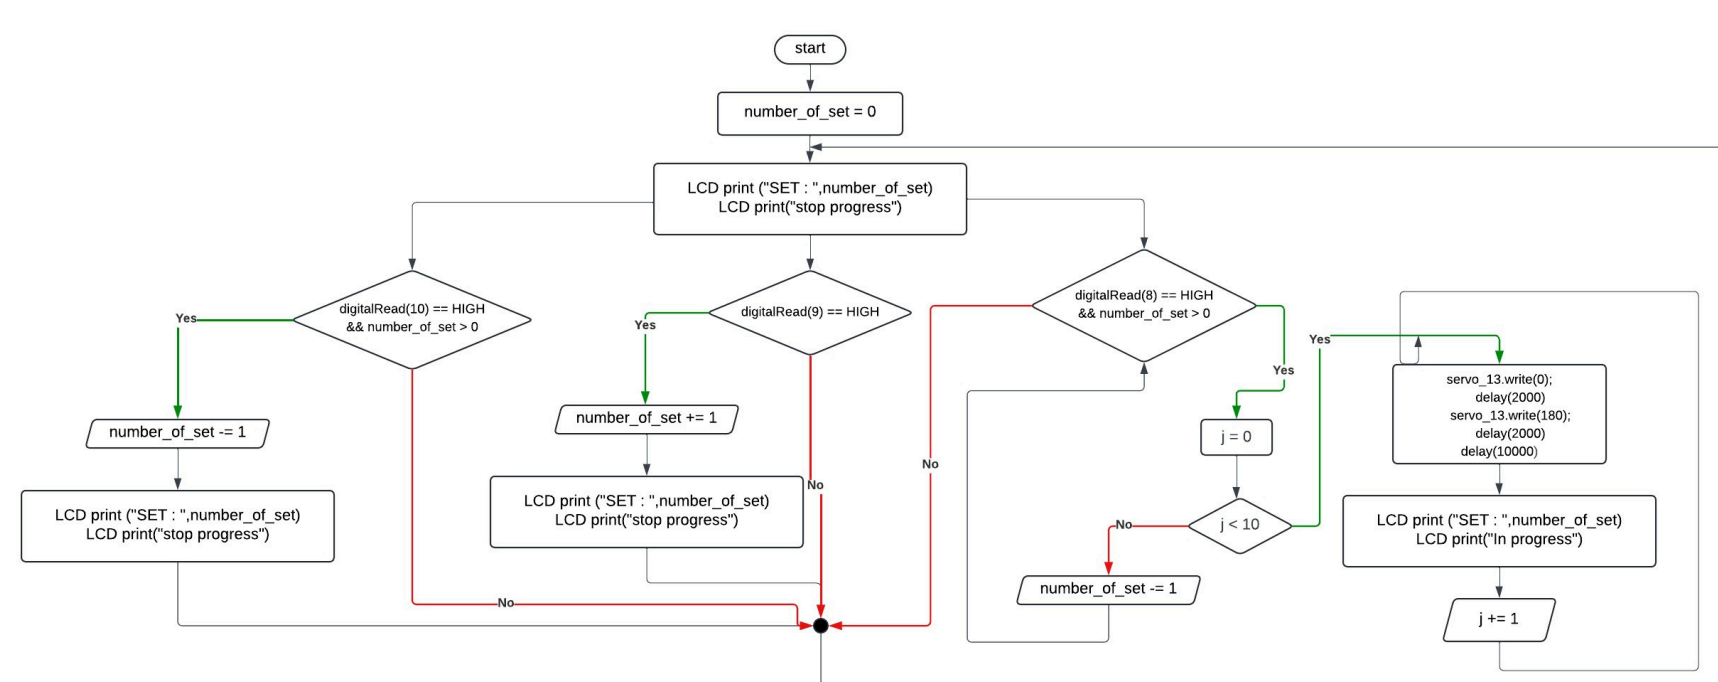 start
number_of_set = 0
LCD print ("SET : ",number_of_set)
LCD print("stop progress")
digitalRead(10) == HIGH
&& number_of_set > 0
digitalRead(9) == HIGH
digitalRead(8) == HIGH
&& number_of_set > 0
Yes
Yes
Yes
Yes
servo_13.write(0);
delay(2000)
servo_13.write(180);
delay(2000)
delay(10000)
number_of_set -= 1
number_of_set += 1
j = 0
No
No
LCD print ("SET : ",number_of_set)
LCD print("stop progress")
LCD print ("SET : ",number_of_set)
LCD print("stop progress")
No
j < 10
LCD print ("SET : ",number_of_set)
LCD print("In progress")
number_of_set -= 1
No
j += 1